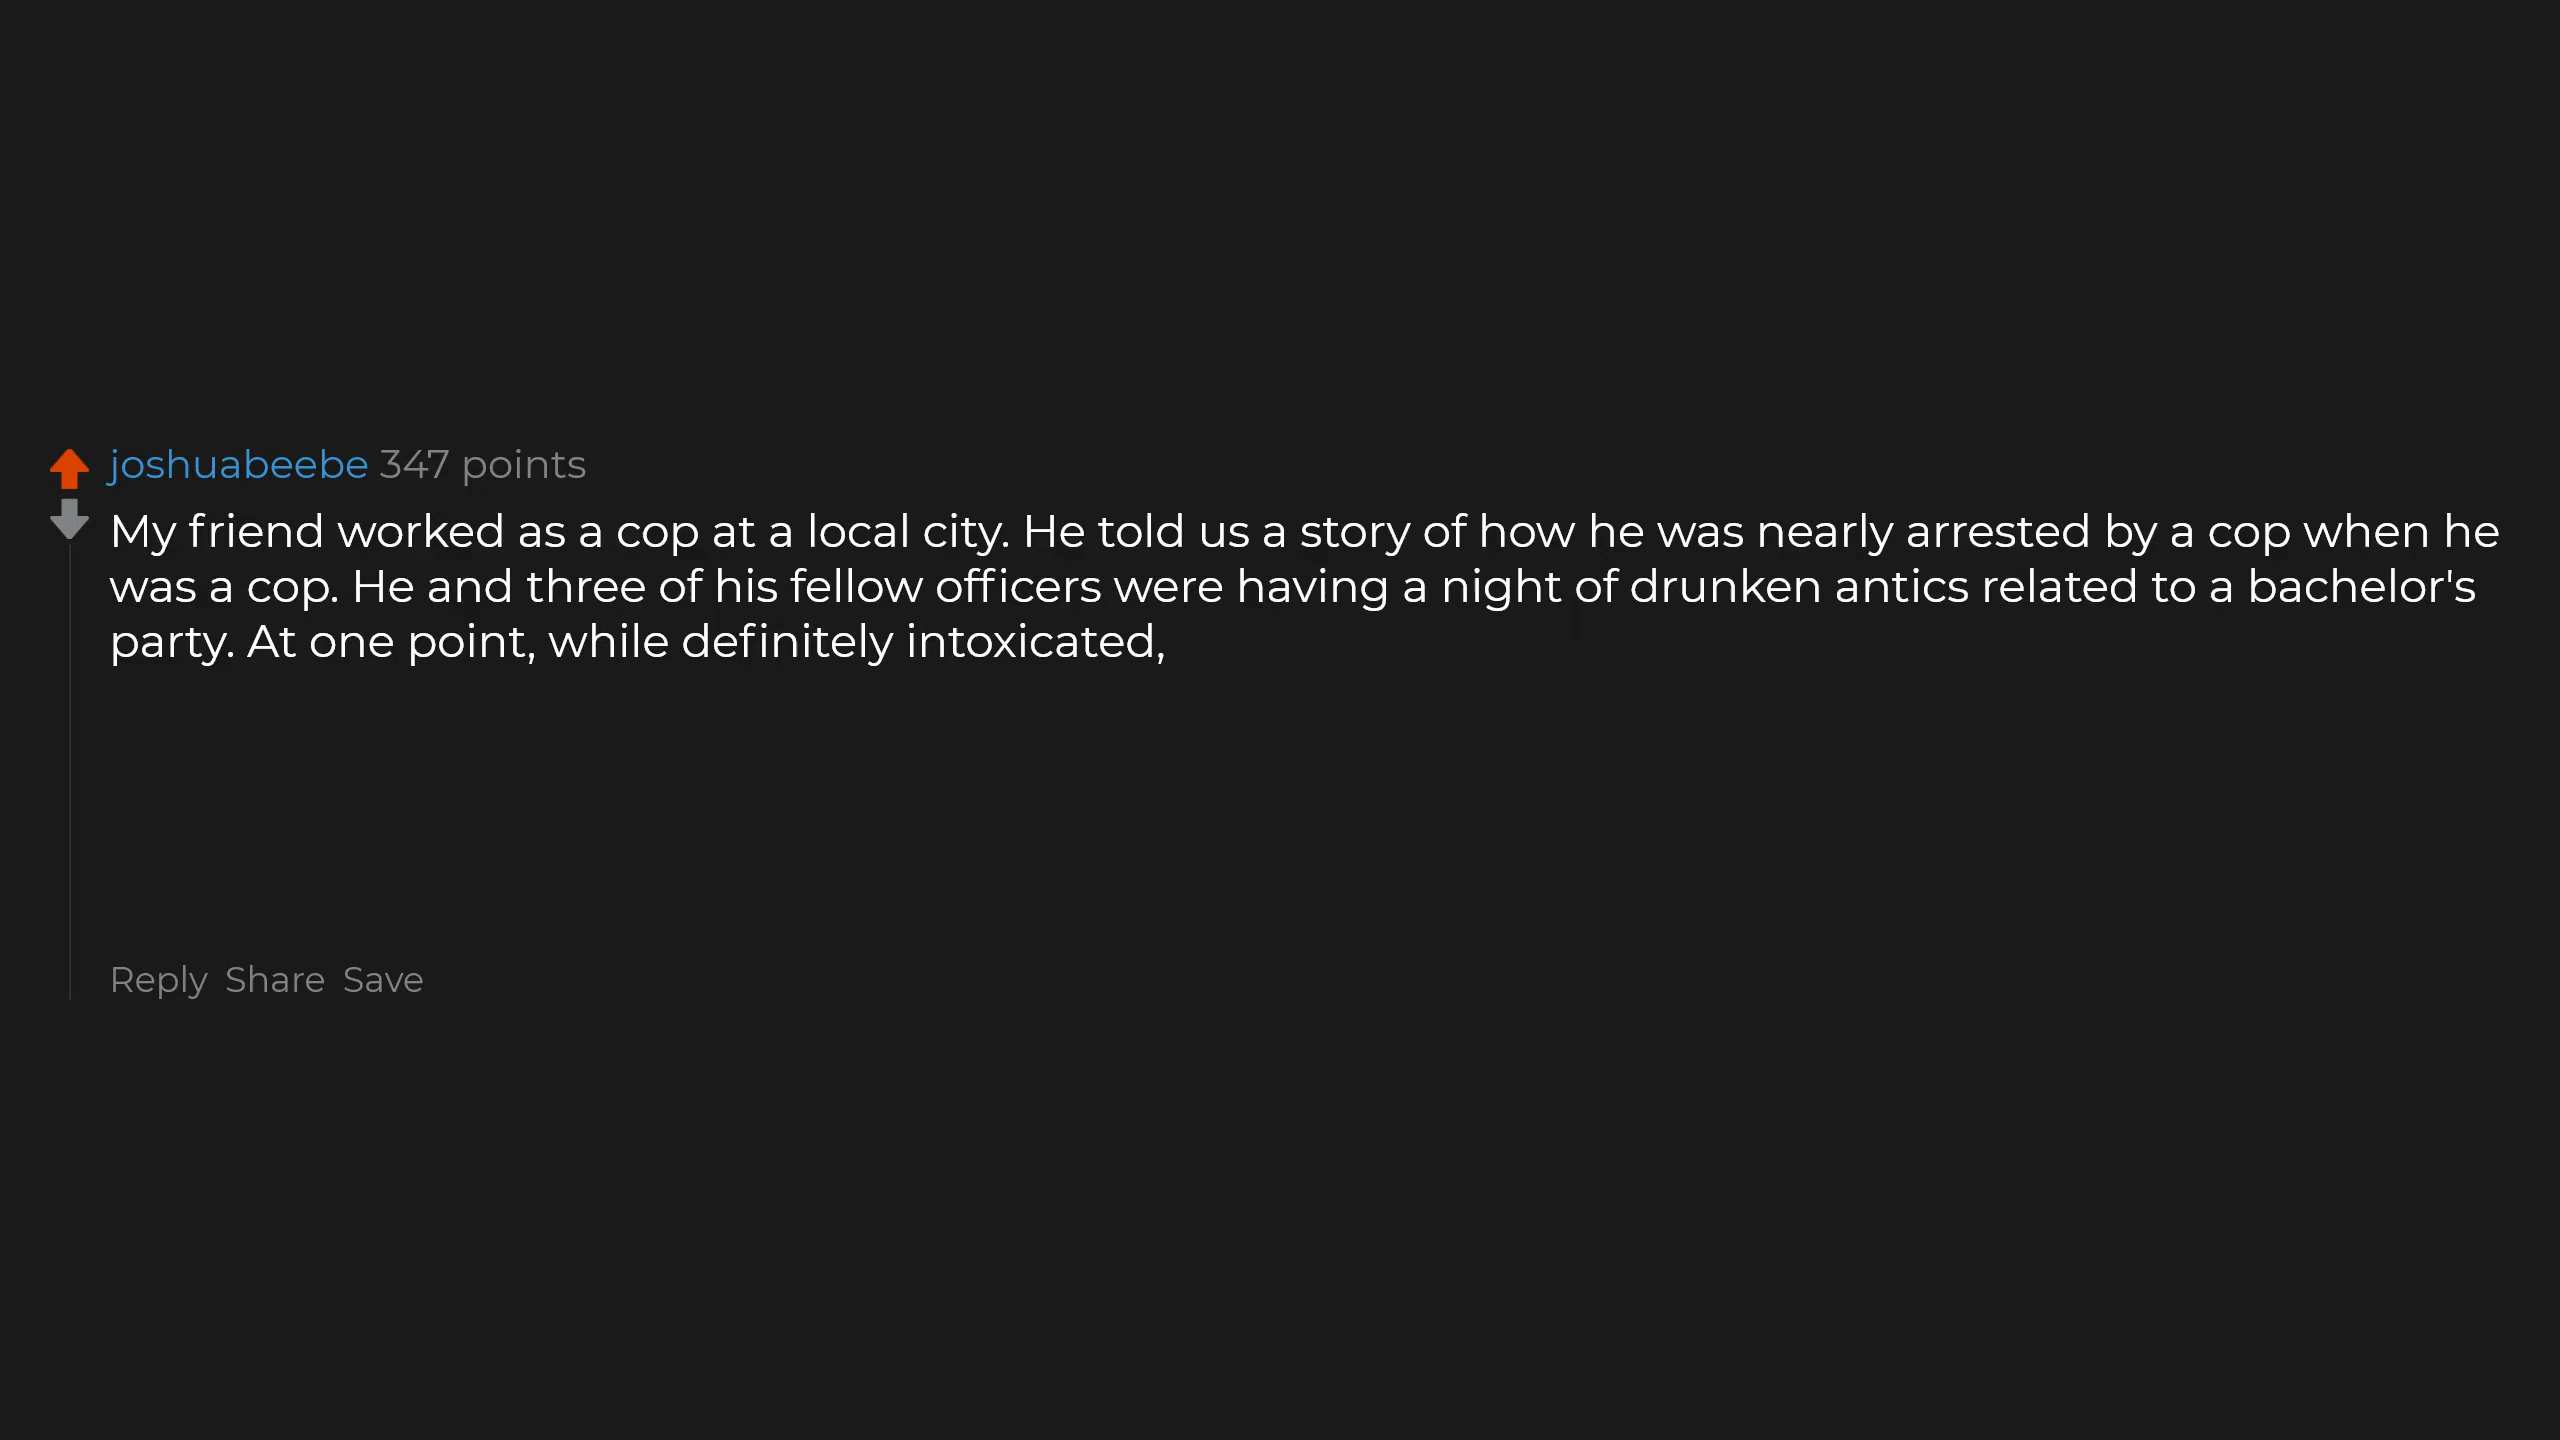 joshuabeebe 347 points
My friend worked as a cop at a local city. He told us a story of how he was nearly arrested by a cop when he
was a cop. He and three of his fellow officers were having a night of drunken antics related to a bachelor's
party. At one point, while definitely intoxicated,
Reply Share Save